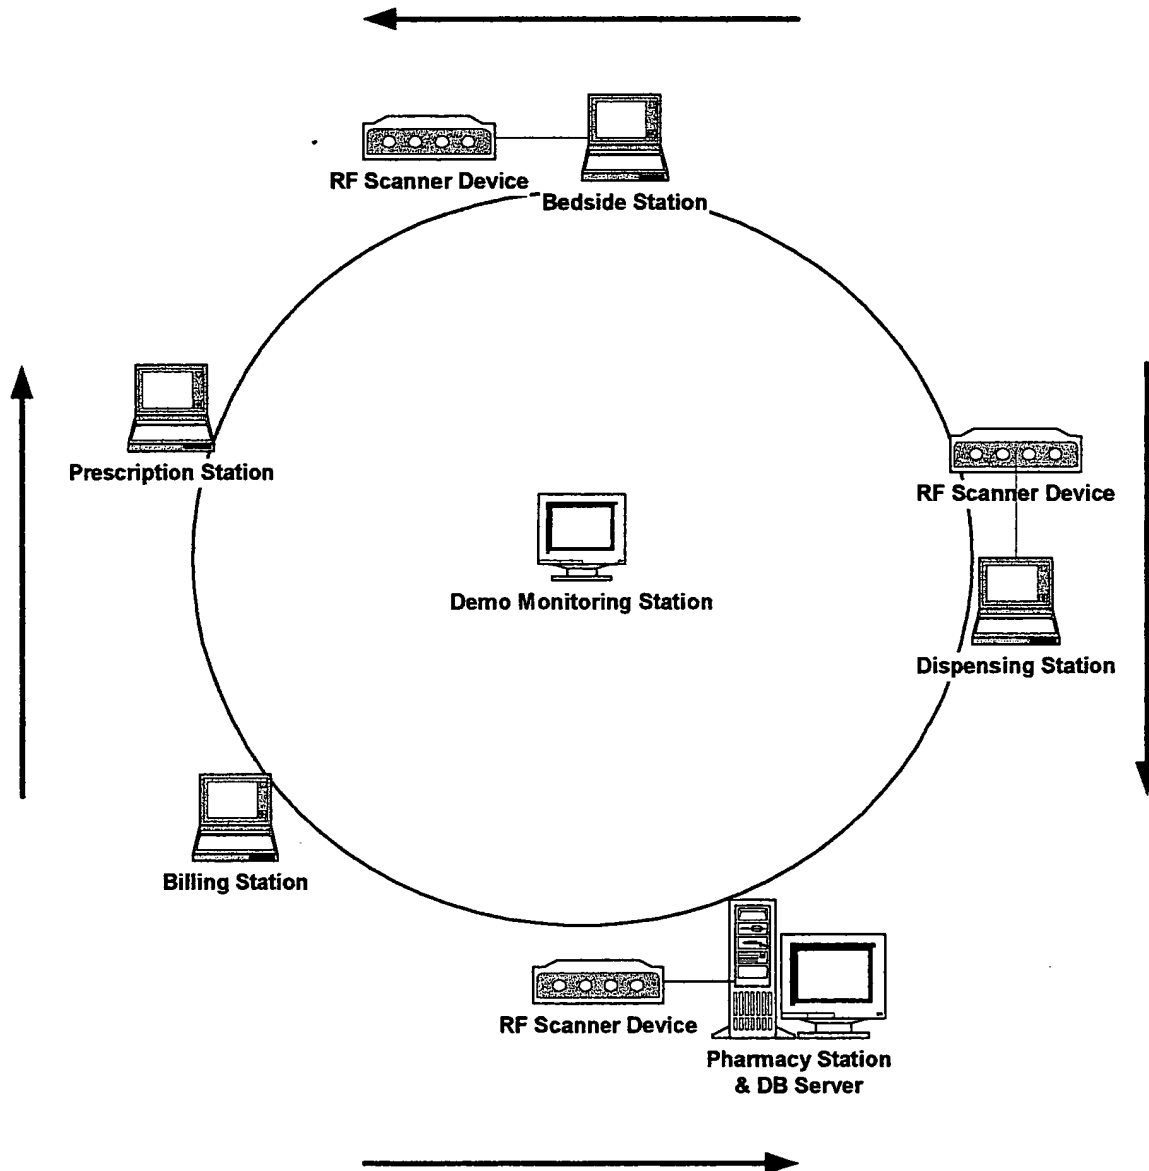 RF Scanner Device
Bedside Station
Prescription Station
RF Scanner Device
Demo Monitoring Station
Dispensing Station
Billing Station
RF Scanner Device
Pharmacy Station
& DB Server